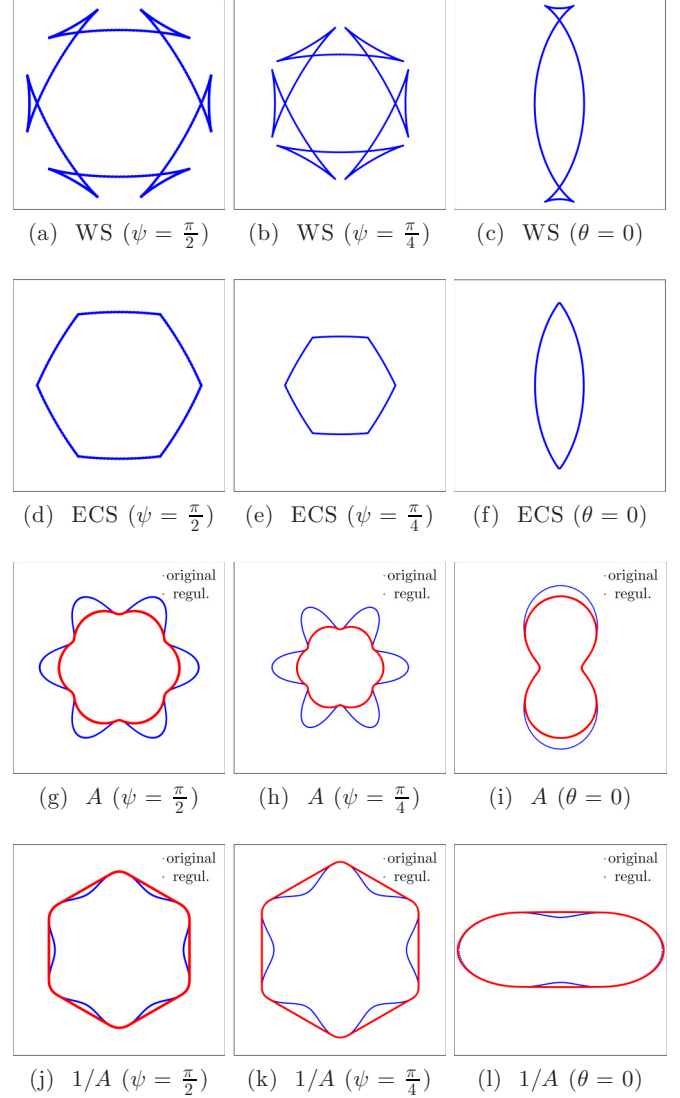 (a) WS (ψ = π/2) (b) WS (ψ = π/4) (c) WS (θ = 0)
(d) ECS (ψ = π/2) (e) ECS (ψ = π/4) (f) ECS (θ = 0)
original original original
regul. regul. regul.
(g) A (ψ = π/2) (h) A (ψ = π/4) (i) A (θ = 0)
original original original
regul. regul. regul.
(j) 1/A (ψ = π/2) (k) 1/A (ψ = π/4) (l) 1/A (θ = 0)